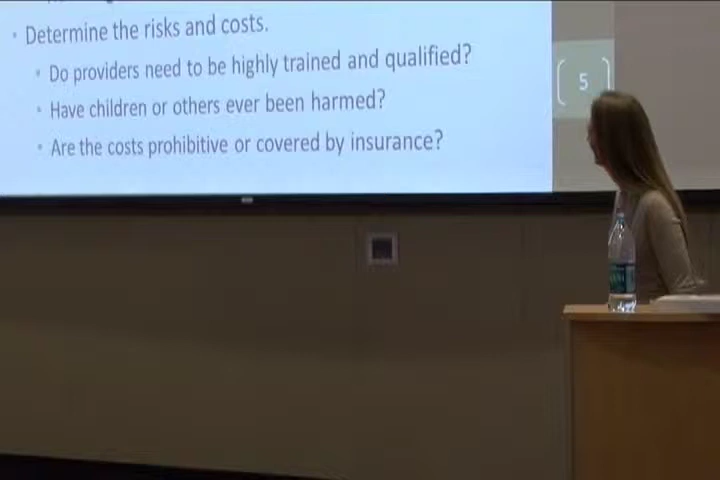 Determine the risks and costs.
Do providers need to be highly trained and qualified?
Have children or others ever been harmed?
Are the costs prohibitive or covered by insurance?
5